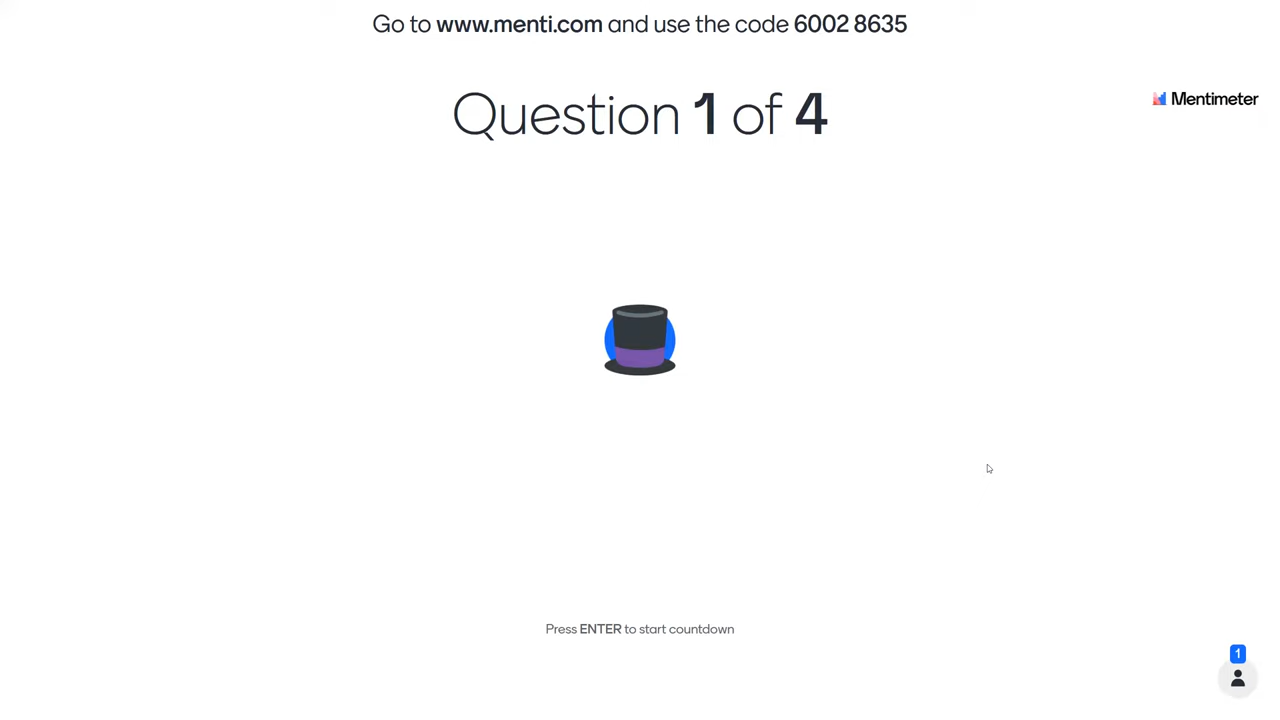 Go to www.menti.com and use the code 6002 8635
Question 1 of 4
Mentimeter
Press ENTER to start countdown
1